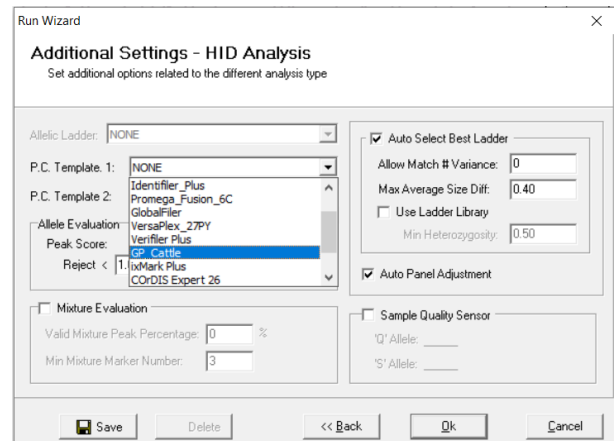 Run Wizard
Additional Settings - HID Analysis
Set additional options related to the different analysis type
Allelic Ladder: NONE
P.C. Template. 1: NONE
Identifiler_Plus
Promega_Fusion_6C
GlobalFiler
VersaPlex_27PY
Verifiler Plus
GP_Cattle
ixMark Plus
COrDIS Expert 26
P.C. Template 2:
Allele Evaluation
Peak Score:
Reject <
Mixture Evaluation
Valid Mixture Peak Percentage: 0 %
Min Mixture Marker Number: 3
Auto Select Best Ladder
Allow Match # Variance: 0
Max Average Size Diff: 0.40
Use Ladder Library
Min Heterozygosity: 0.50
Auto Panel Adjustment
Sample Quality Sensor
'Q' Allele:
'S' Allele:
Save
Delete
<< Back
Ok
Cancel